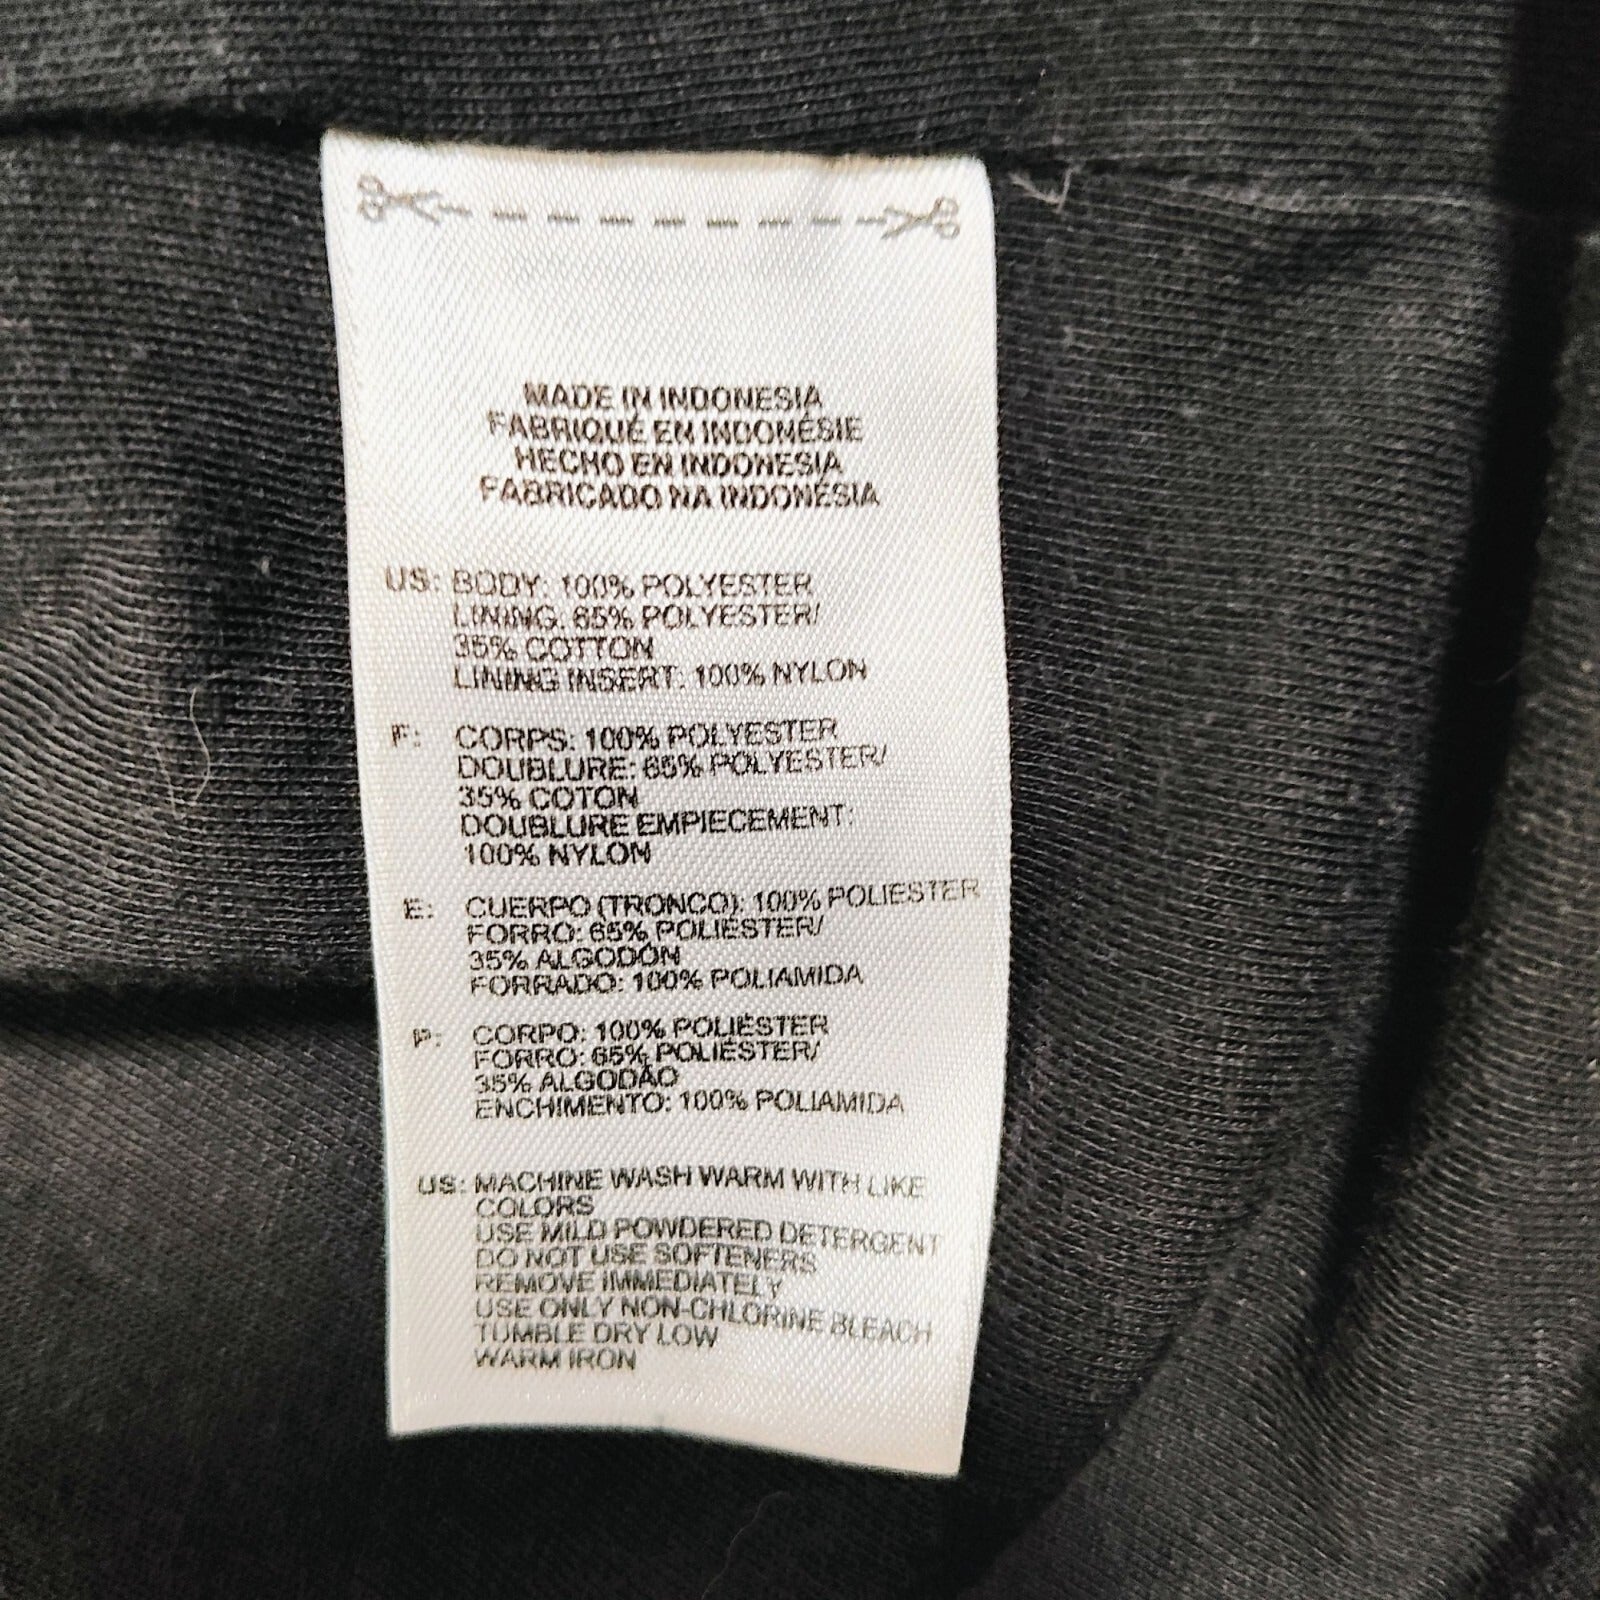 MADE IN INDONESIA
FABRIQUÉ EN INDONÉSIE
HECHO EN INDONESIA
FABRICADO NA INDONÉSIA
US: BODY: 100% POLYESTER
LINING: 65% POLYESTER/
35% COTTON
LINING INSERT: 100% NYLON
F: CORPS: 100% POLYESTER
DOUBLURE: 65% POLYESTER/
35% COTON
DOUBLURE EMPIECEMENT:
100% NYLON
E: CUERPO (TRONCO): 100% POLIESTER
FORRO: 65% POLIÉSTER/
35% ALGODÓN
FORRADO: 100% POLIAMIDA
P: CORPO: 100% POLIÉSTER
FORRO: 65% POLIÉSTER/
35% ALGODÃO
ENCHIMENTO: 100% POLIAMIDA
US: MACHINE WASH WARM WITH LIKE
COLORS
USE MILD POWDERED DETERGENT
DO NOT USE SOFTENERS
REMOVE IMMEDIATELY
USE ONLY NON-CHLORINE BLEACH
TUMBLE DRY LOW
WARM IRON